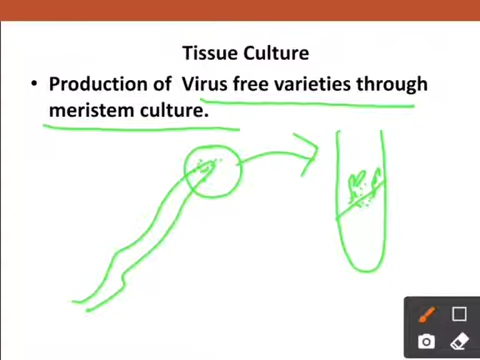 Tissue Culture
• Production of Virus free varieties through
meristem culture.